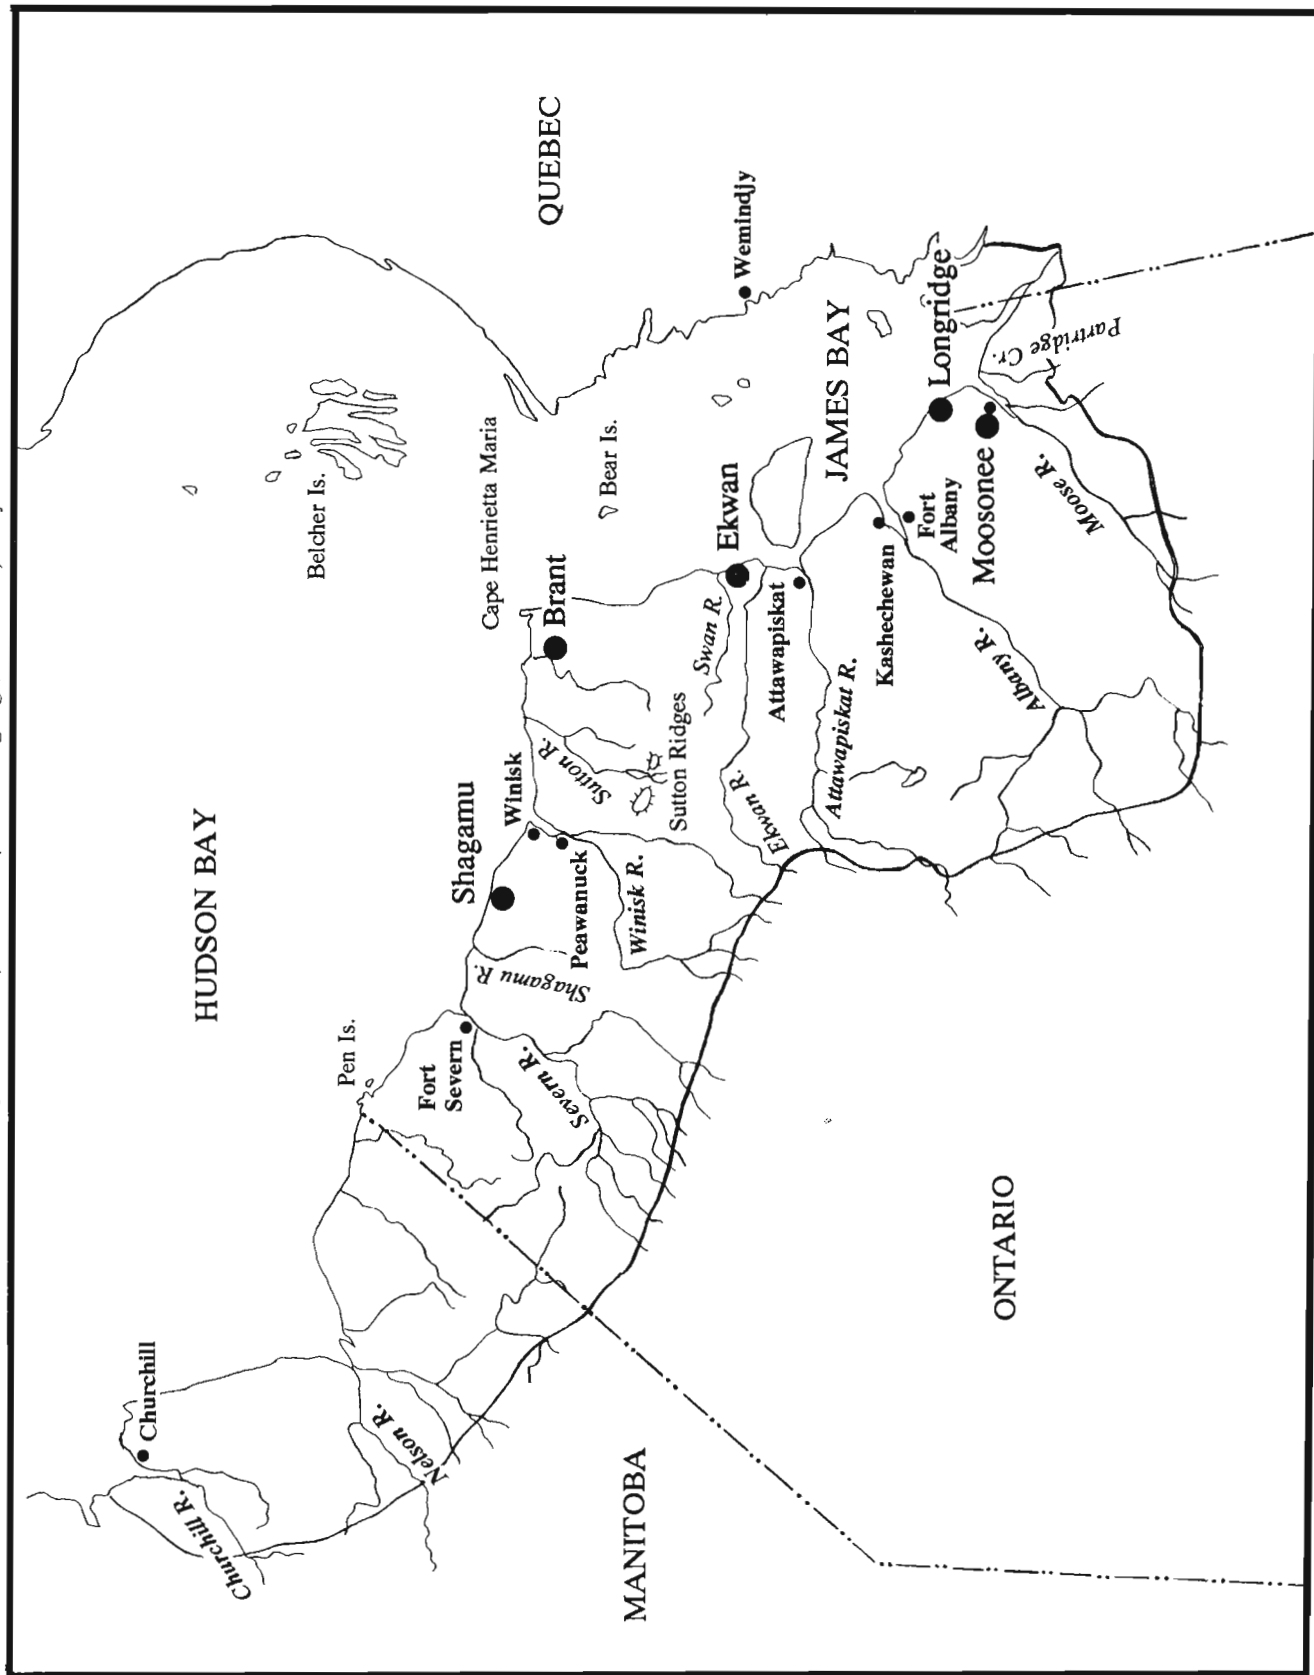 HUDSON BAY
QUEBEC
JAMES BAY
MANITOBA
ONTARIO
Churchill
Churchill R.
Nelson R.
Pen Is.
Fort
Severn
Severn R.
Shagamu R.
Shagamu
Winisk
Peawanuck
Winisk R.
Sutton R.
Sutton Ridges
Brant
Cape Henrietta Maria
Belcher Is.
Bear Is.
Ekwan
Swan R.
Ekwan R.
Attawapiskat
Attawapiskat R.
Kashechewan
Fort
Albany
Albany R.
Moosonee
Moose R.
Longridge
Partridge Cr.
Wemindjy